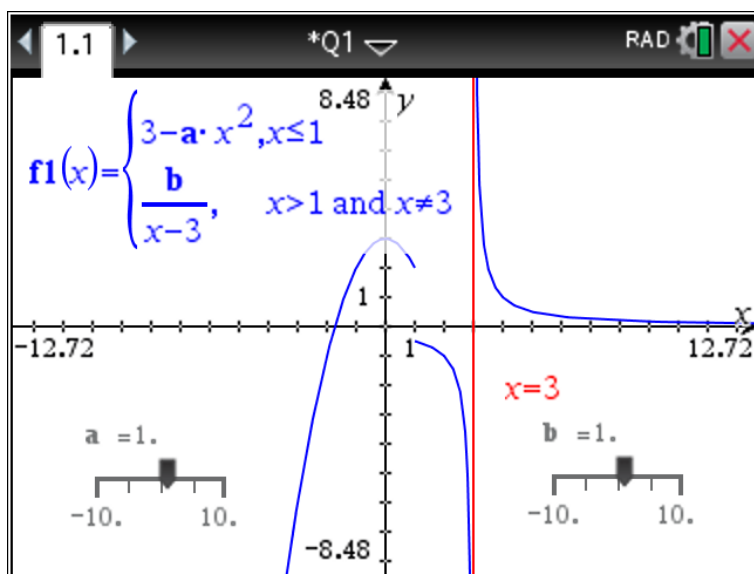 1.1 *Q1 RAD
8.48 y
3-a·x²,x≤1
f1(x)={
b/(x-3), x>1 and x≠3
1
x
-12.72 1 12.72
x=3
a =1. b =1.
-10. 10. -10. 10.
-8.48